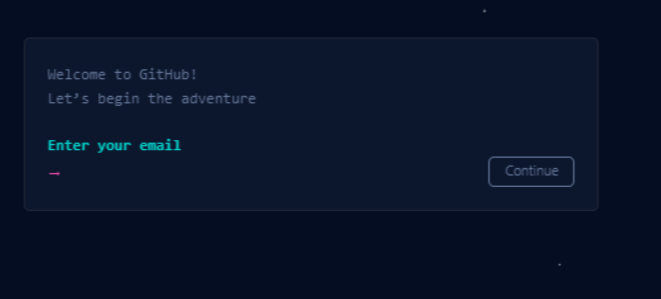 Welcome to GitHub!
Let’s begin the adventure
Enter your email
→
Continue